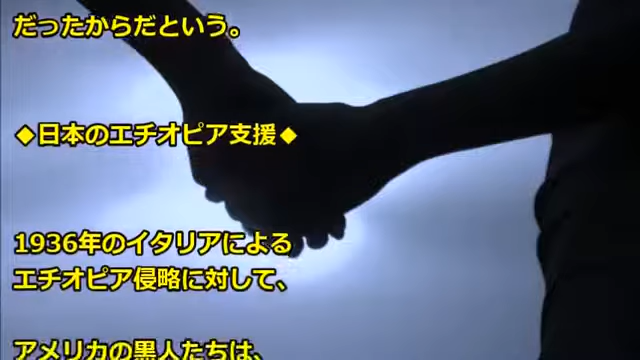 だったからだという。
◆日本のエチオピア支援◆
1936年のイタリアによる
エチオピア侵略に対して、
アメリカの黒人たちは、